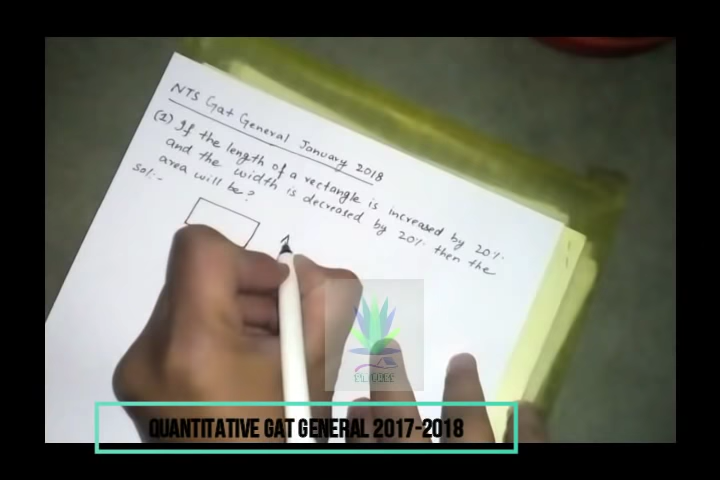 NTS Gat General January 2018
(1) If the length of a rectangle is increased by 20%.
and the width is decreased by 20% then the
area will be?
Sol:-
QUANTITATIVE GAT GENERAL 2017-2018